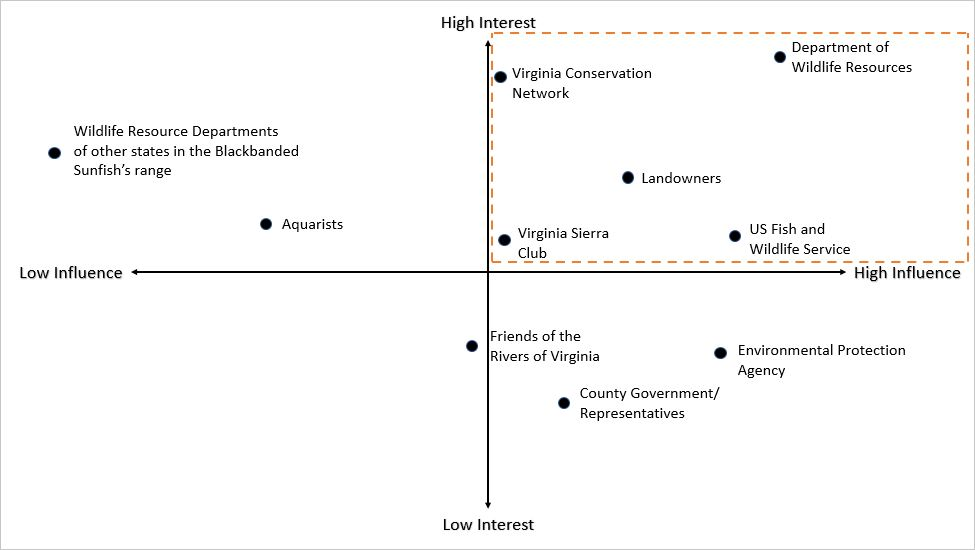 High Interest
Department of
Wildlife Resources
Virginia Conservation
Network
Wildlife Resource Departments
of other states in the Blackbanded
Sunfish's range
Landowners
Aquarists
Virginia Sierra
Club
US Fish and
Wildlife Service
Low Influence
High Influence
Friends of the
Rivers of Virginia
Environmental Protection
Agency
County Government/
Representatives
Low Interest